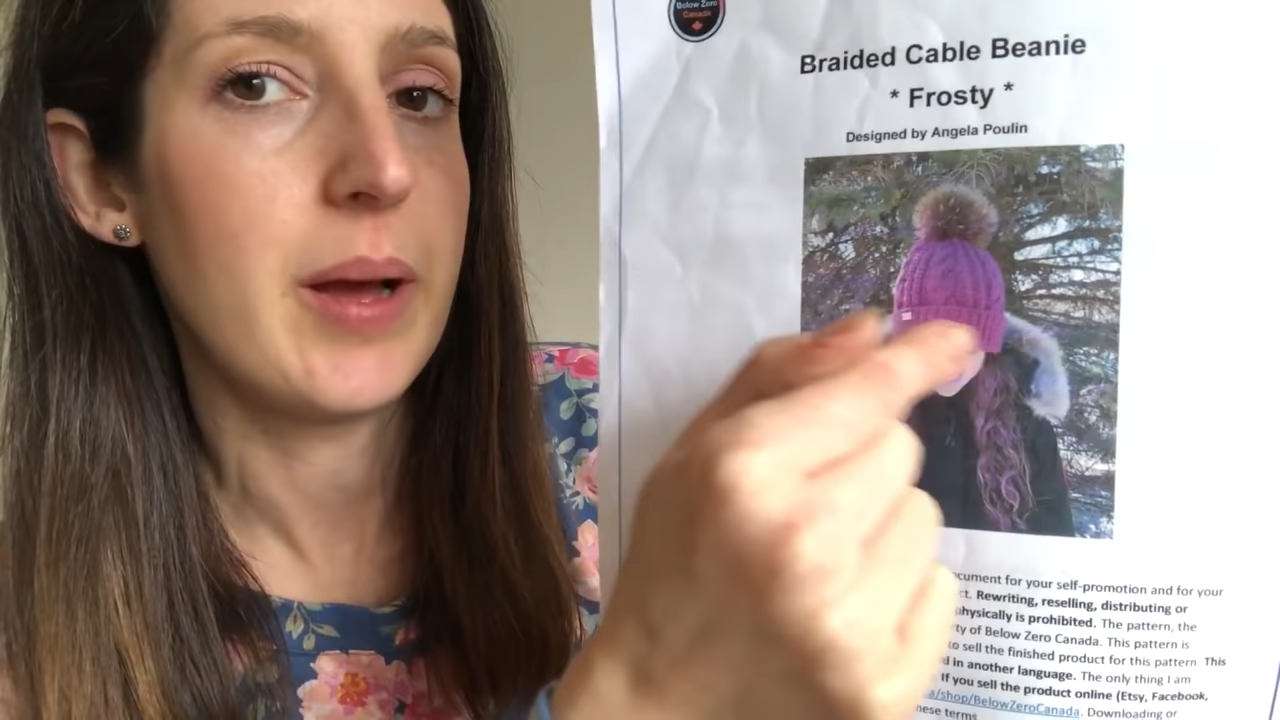 Below Zero
Canada
Braided Cable Beanie
* Frosty *
Designed by Angela Poulin
ocument for your self-promotion and for your
ct. Rewriting, reselling, distributing or
physically is prohibited. The pattern, the
ty of Below Zero Canada. This pattern is
to sell the finished product for this pattern. This
d in another language. The only thing I am
If you sell the product online (Etsy, Facebook,
a/shop/BelowZeroCanada. Downloading or
hese terms